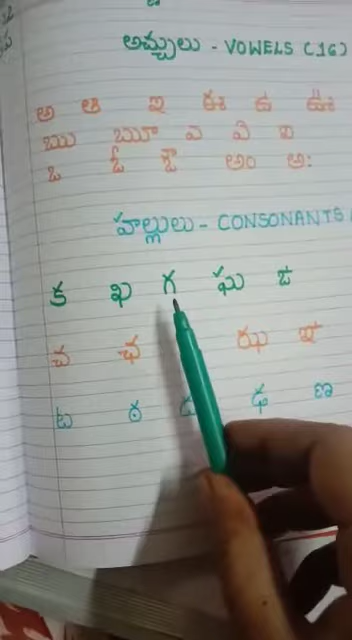 అచ్చులు - VOWELS (16)
అ ఆ ఇ ఈ ఉ ఊ
ఋ ౠ ఎ ఏ ఐ
ఒ ఓ ఔ అం అః
హల్లులు - CONSONANTS
క ఖ గ ఘ ఙ
చ ఛ ఝ ఞ
ట ఠ డ ఢ ణ